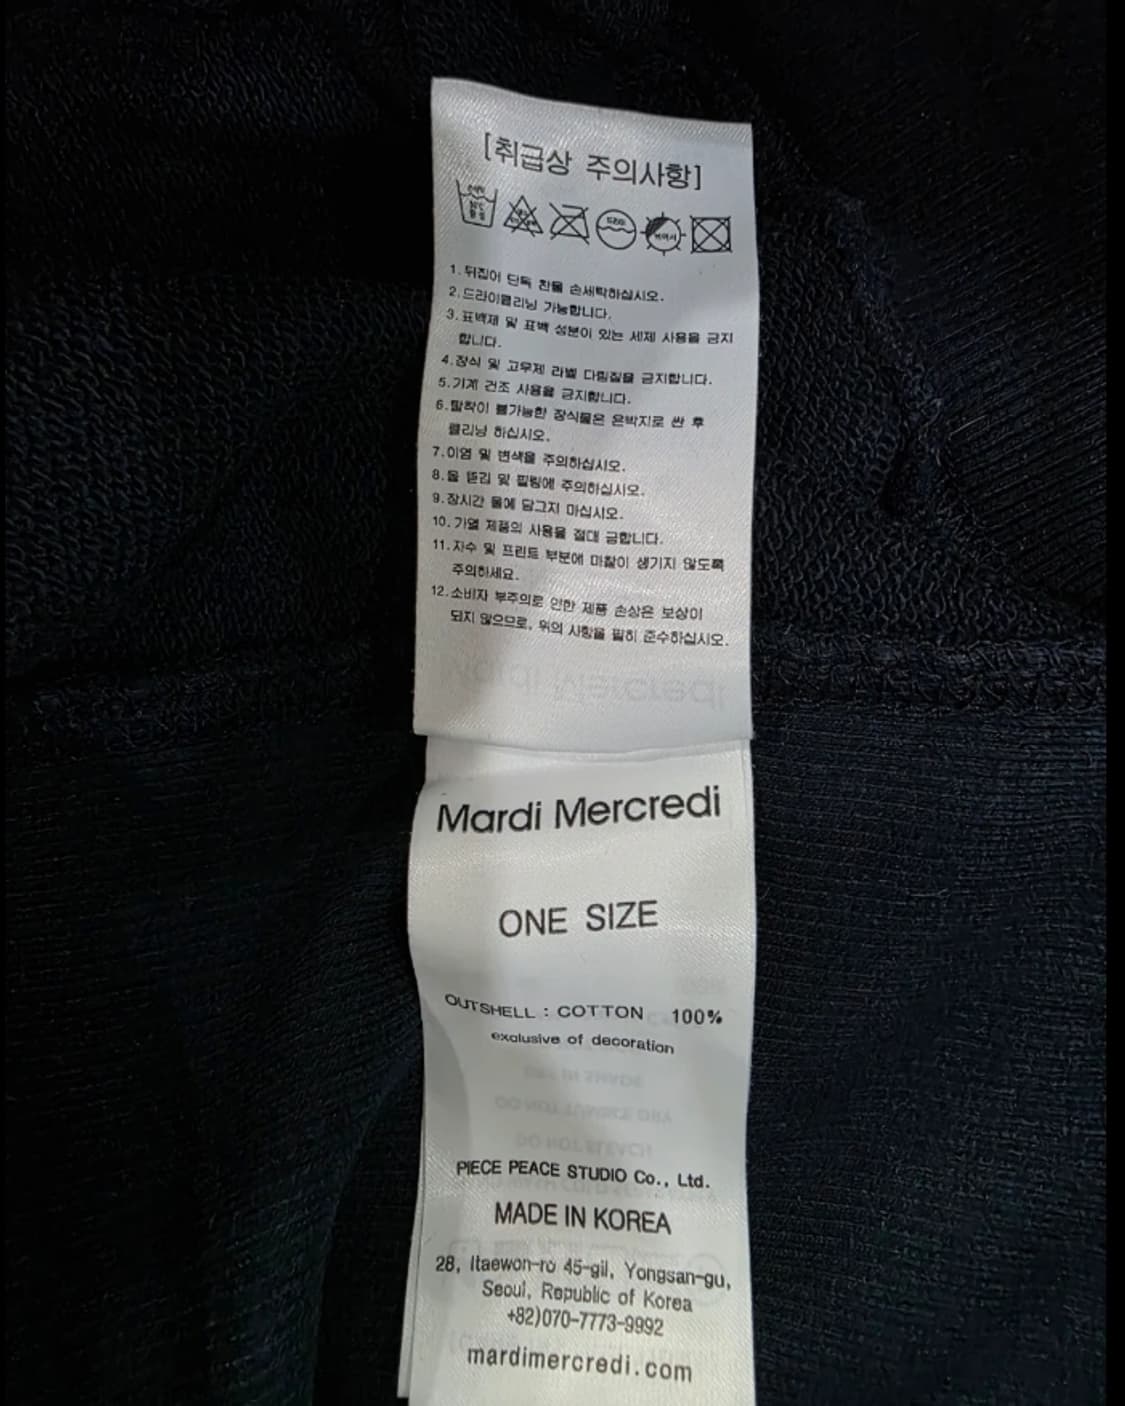 [취급상 주의사항]
드라이
1. 뒤집어 단독 찬물 손세탁하십시오.
2. 드라이클리닝 가능합니다.
3. 표백제 및 표백 성분이 있는 세제 사용을 금지
합니다.
4. 장식 및 고무제 라벨 다림질을 금지합니다.
5. 기계 건조 사용을 금지합니다.
6. 탈착이 불가능한 장식물은 은박지로 싼 후
클리닝 하십시오.
7. 이염 및 변색을 주의하십시오.
8. 올 뜯김 및 필링에 주의하십시오.
9. 장시간 물에 담그지 마십시오.
10. 가열 제품의 사용을 절대 금합니다.
11. 자수 및 프린트 부분에 마찰이 생기지 않도록
주의하세요.
12. 소비자 부주의로 인한 제품 손상은 보상이
되지 않으므로, 위의 사항을 필히 준수하십시오.
Mardi Mercredi
ONE SIZE
OUTSHELL : COTTON 100%
exclusive of decoration
PIECE PEACE STUDIO Co., Ltd.
MADE IN KOREA
28, Itaewon-ro 45-gil, Yongsan-gu,
Seoul, Republic of Korea
+82)070-7773-9992
mardimercredi.com